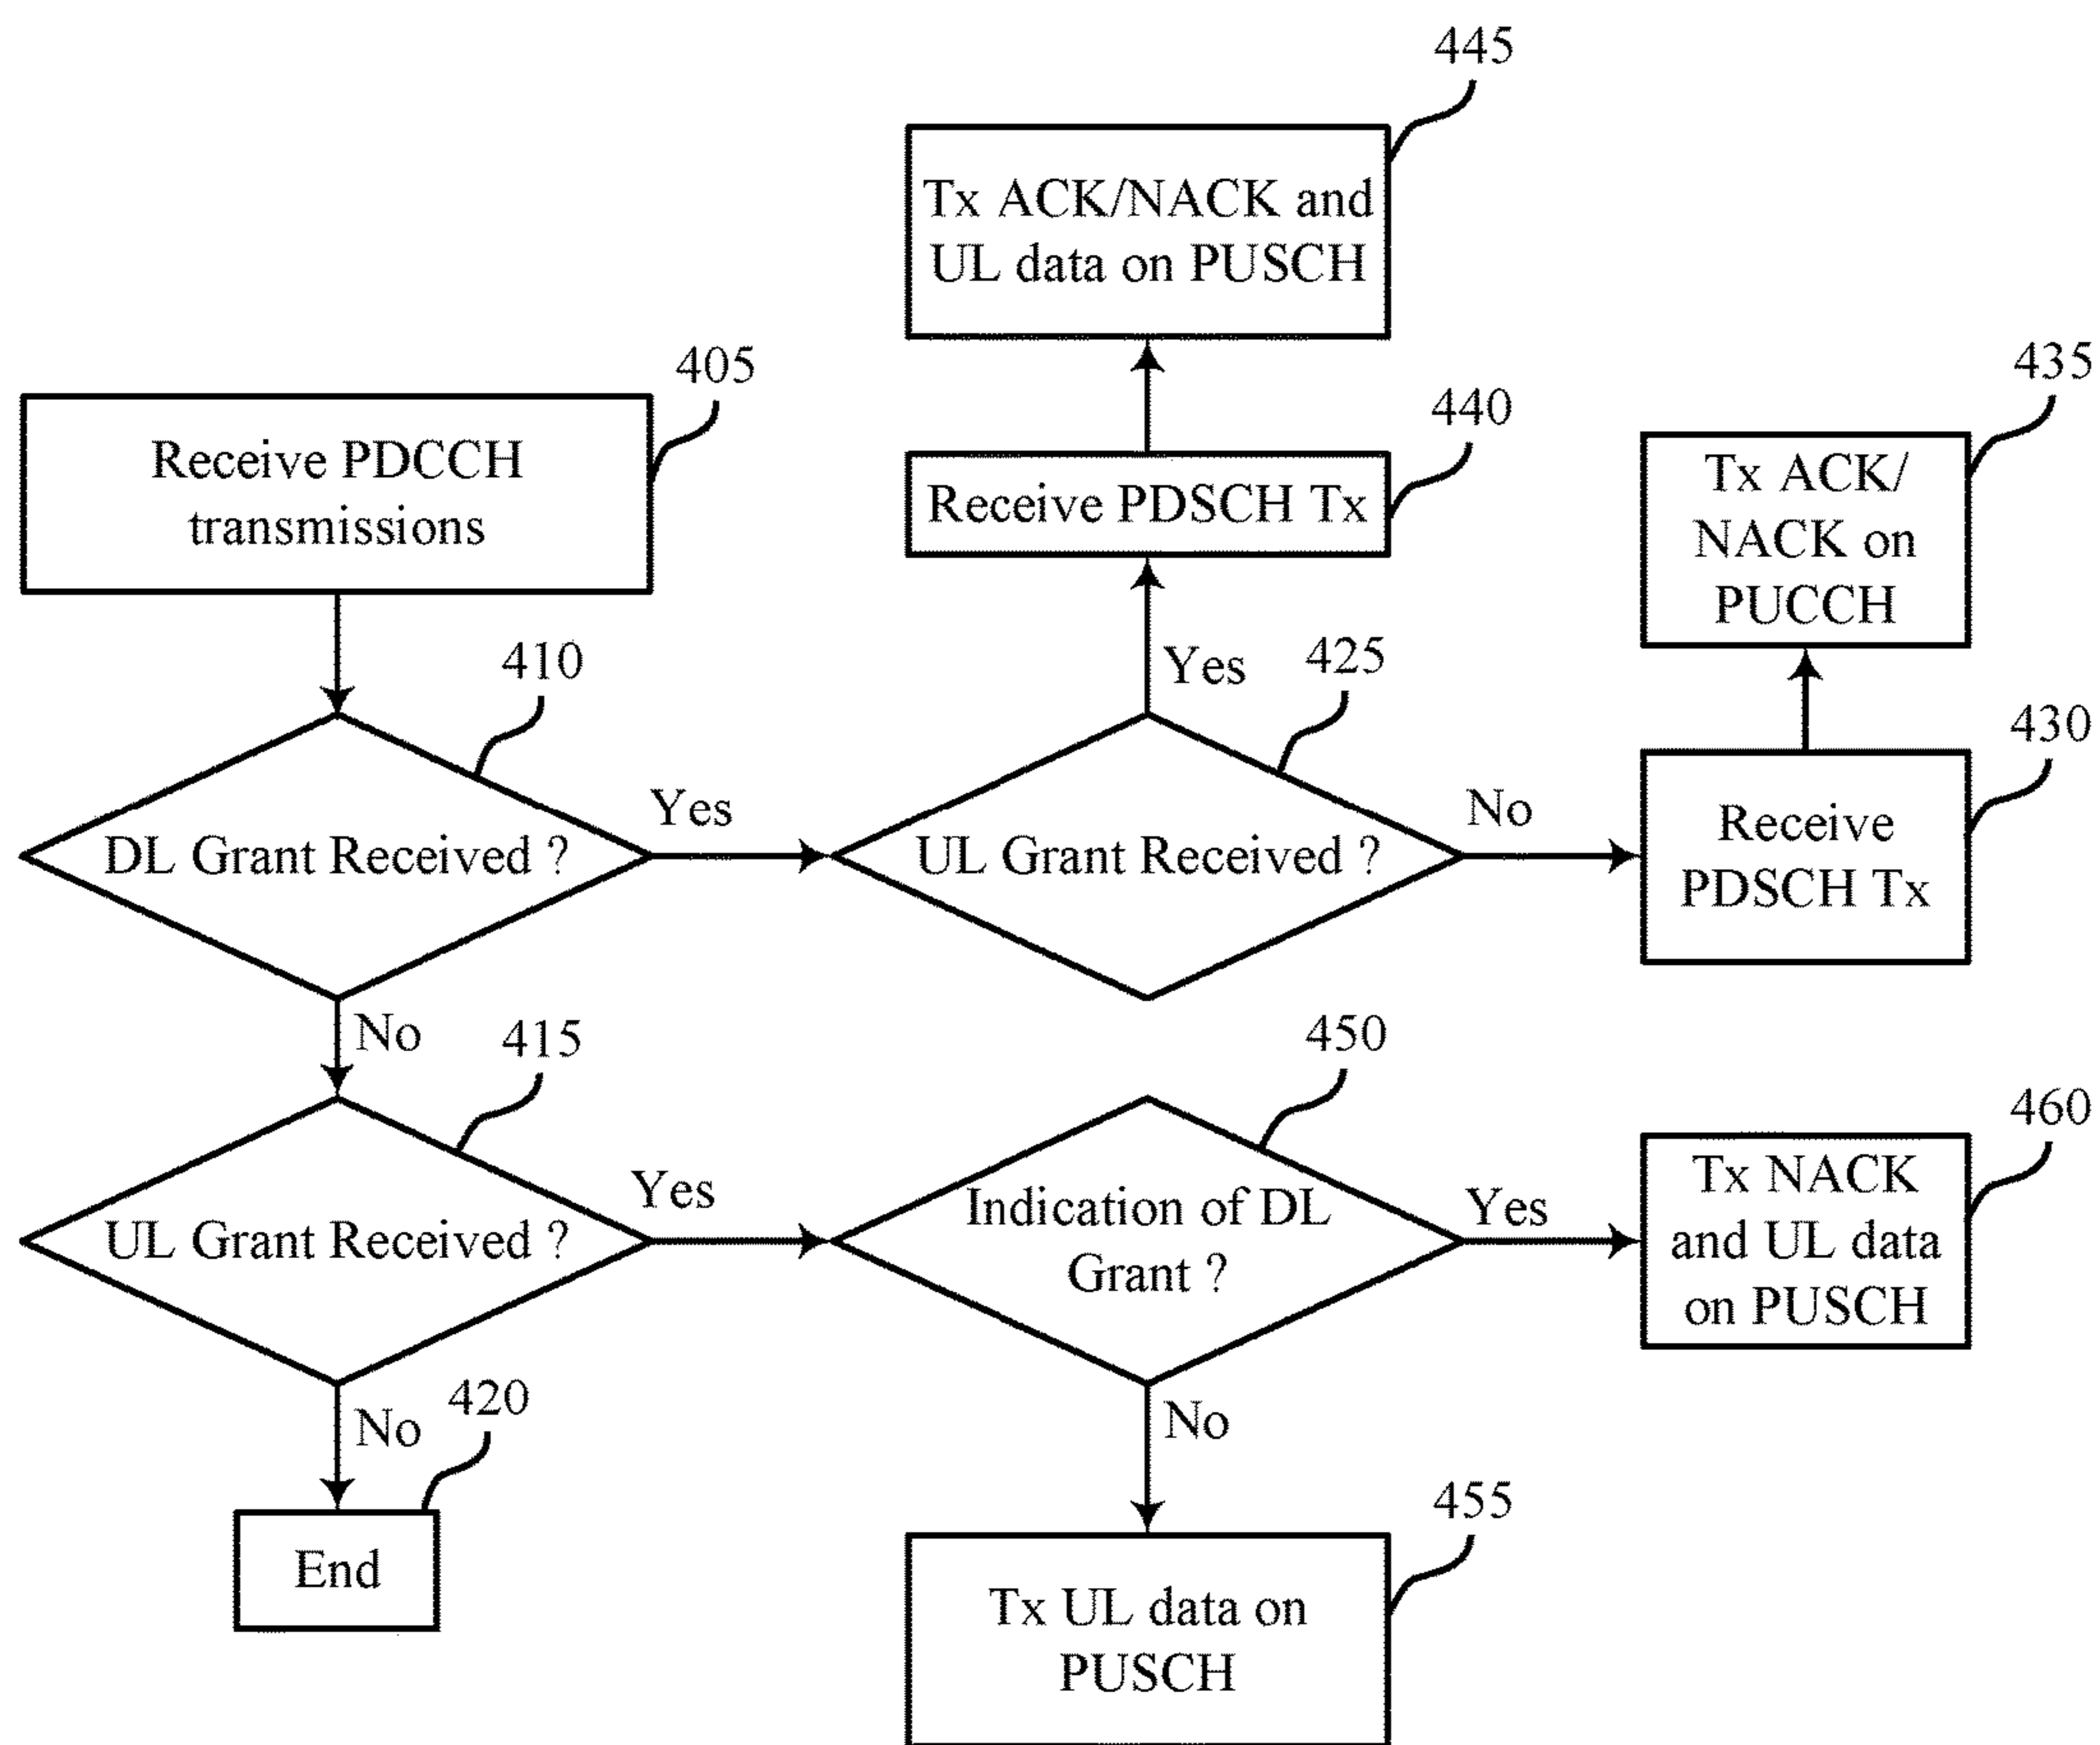 445
Tx ACK/NACK and
UL data on PUSCH
405
Receive PDCCH
transmissions
440
Receive PDSCH Tx
435
Tx ACK/
NACK on
PUCCH
410
DL Grant Received ?
Yes
Yes
425
UL Grant Received ?
No
430
Receive
PDSCH Tx
No
415
UL Grant Received ?
Yes
450
Indication of DL
Grant ?
Yes
460
Tx NACK
and UL data
on PUSCH
No
420
End
No
455
Tx UL data on
PUSCH